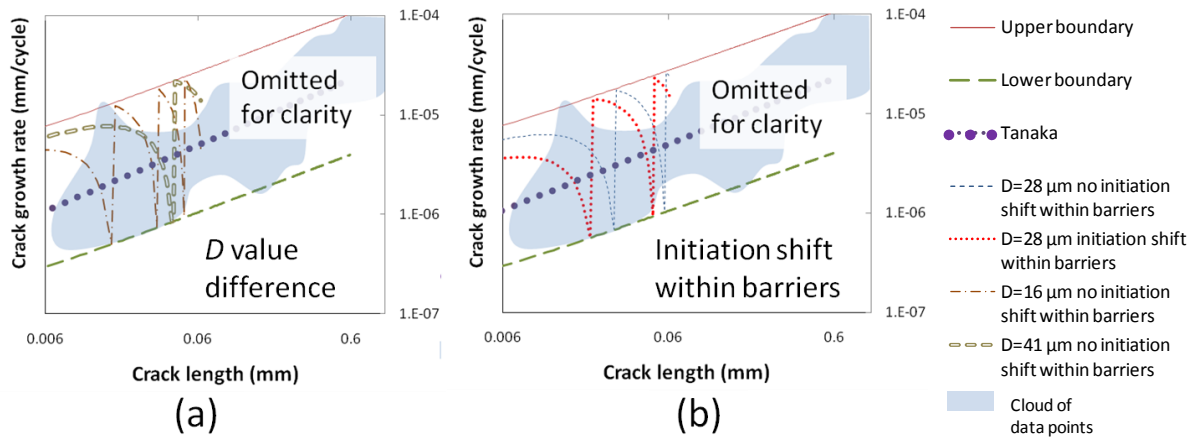 Crack growth rate (mm/cycle)
Omitted
for clarity
D value
difference
1.E-04
1.E-05
1.E-06
1.E-07
0.006
0.06
0.6
Crack length (mm)
(a)
Crack growth rate (mm/cycle)
Omitted
for clarity
Initiation shift
within barriers
1.E-04
1.E-05
1.E-06
1.E-07
0.006
0.06
0.6
Crack length (mm)
(b)
Upper boundary
Lower boundary
Tanaka
D=28 µm no initiation
shift within barriers
D=28 µm initiation shift
within barriers
D=16 µm no initiation
shift within barriers
D=41 µm no initiation
shift within barriers
Cloud of
data points